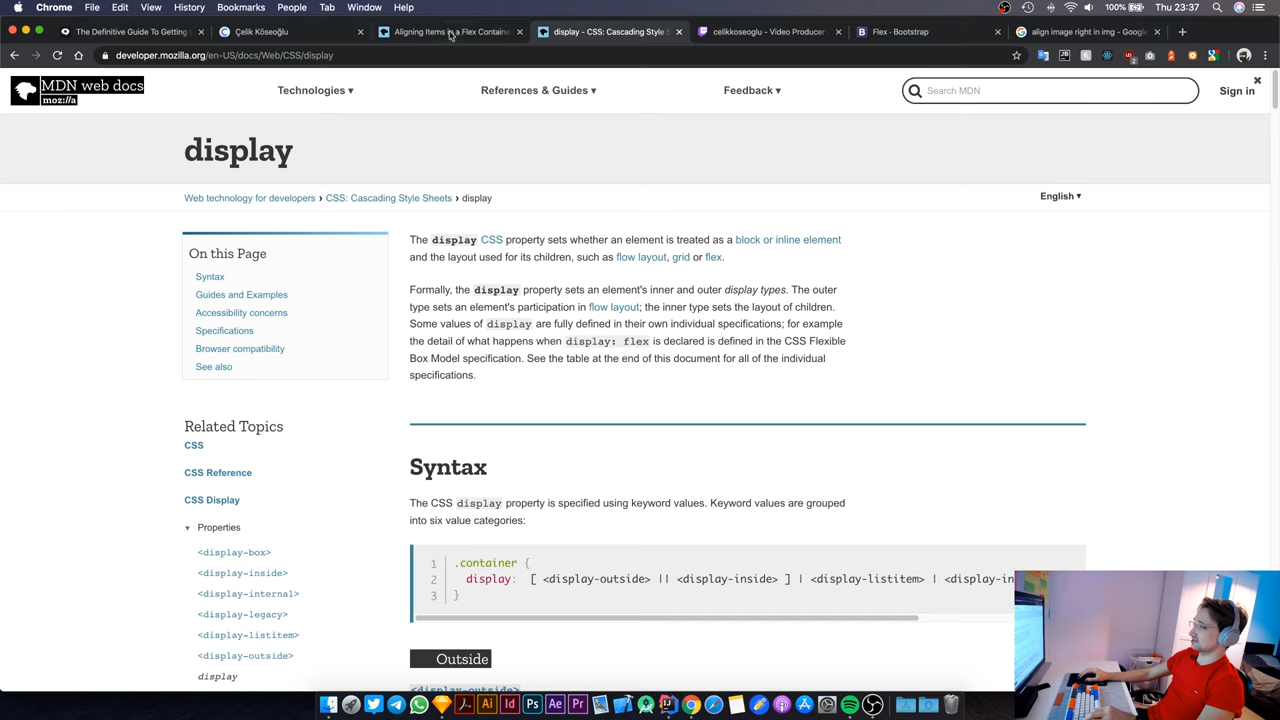 Chrome File Edit View History Bookmarks People Tab Window Help
100% Mon 23:37
The Definitive Guide To Getting
Çelik Köseoğlu
Aligning Items in a Flex Containe
display - CSS: Cascading Style S
celikkoseoglu - Video Producer
Flex · Bootstrap
align image right in img - Google
developer.mozilla.org/en-US/docs/Web/CSS/display
MDN web docs
moz://a
Technologies ▾
References & Guides ▾
Feedback ▾
Search MDN
Sign in
display
Web technology for developers › CSS: Cascading Style Sheets › display
English ▾
On this Page
Syntax
Guides and Examples
Accessibility concerns
Specifications
Browser compatibility
See also
Related Topics
CSS
CSS Reference
CSS Display
Properties
<display-box>
<display-inside>
<display-internal>
<display-legacy>
<display-listitem>
<display-outside>
display
The display CSS property sets whether an element is treated as a block or inline element
and the layout used for its children, such as flow layout, grid or flex.
Formally, the display property sets an element's inner and outer display types. The outer
type sets an element's participation in flow layout; the inner type sets the layout of children.
Some values of display are fully defined in their own individual specifications; for example
the detail of what happens when display: flex is declared is defined in the CSS Flexible
Box Model specification. See the table at the end of this document for all of the individual
specifications.
Syntax
The CSS display property is specified using keyword values. Keyword values are grouped
into six value categories:
1 .container {
2 display: [ <display-outside> || <display-inside> ] | <display-listitem> | <display-in
3 }
Outside
<display-outside>
Ai
Id
Ps
Ae
Pr